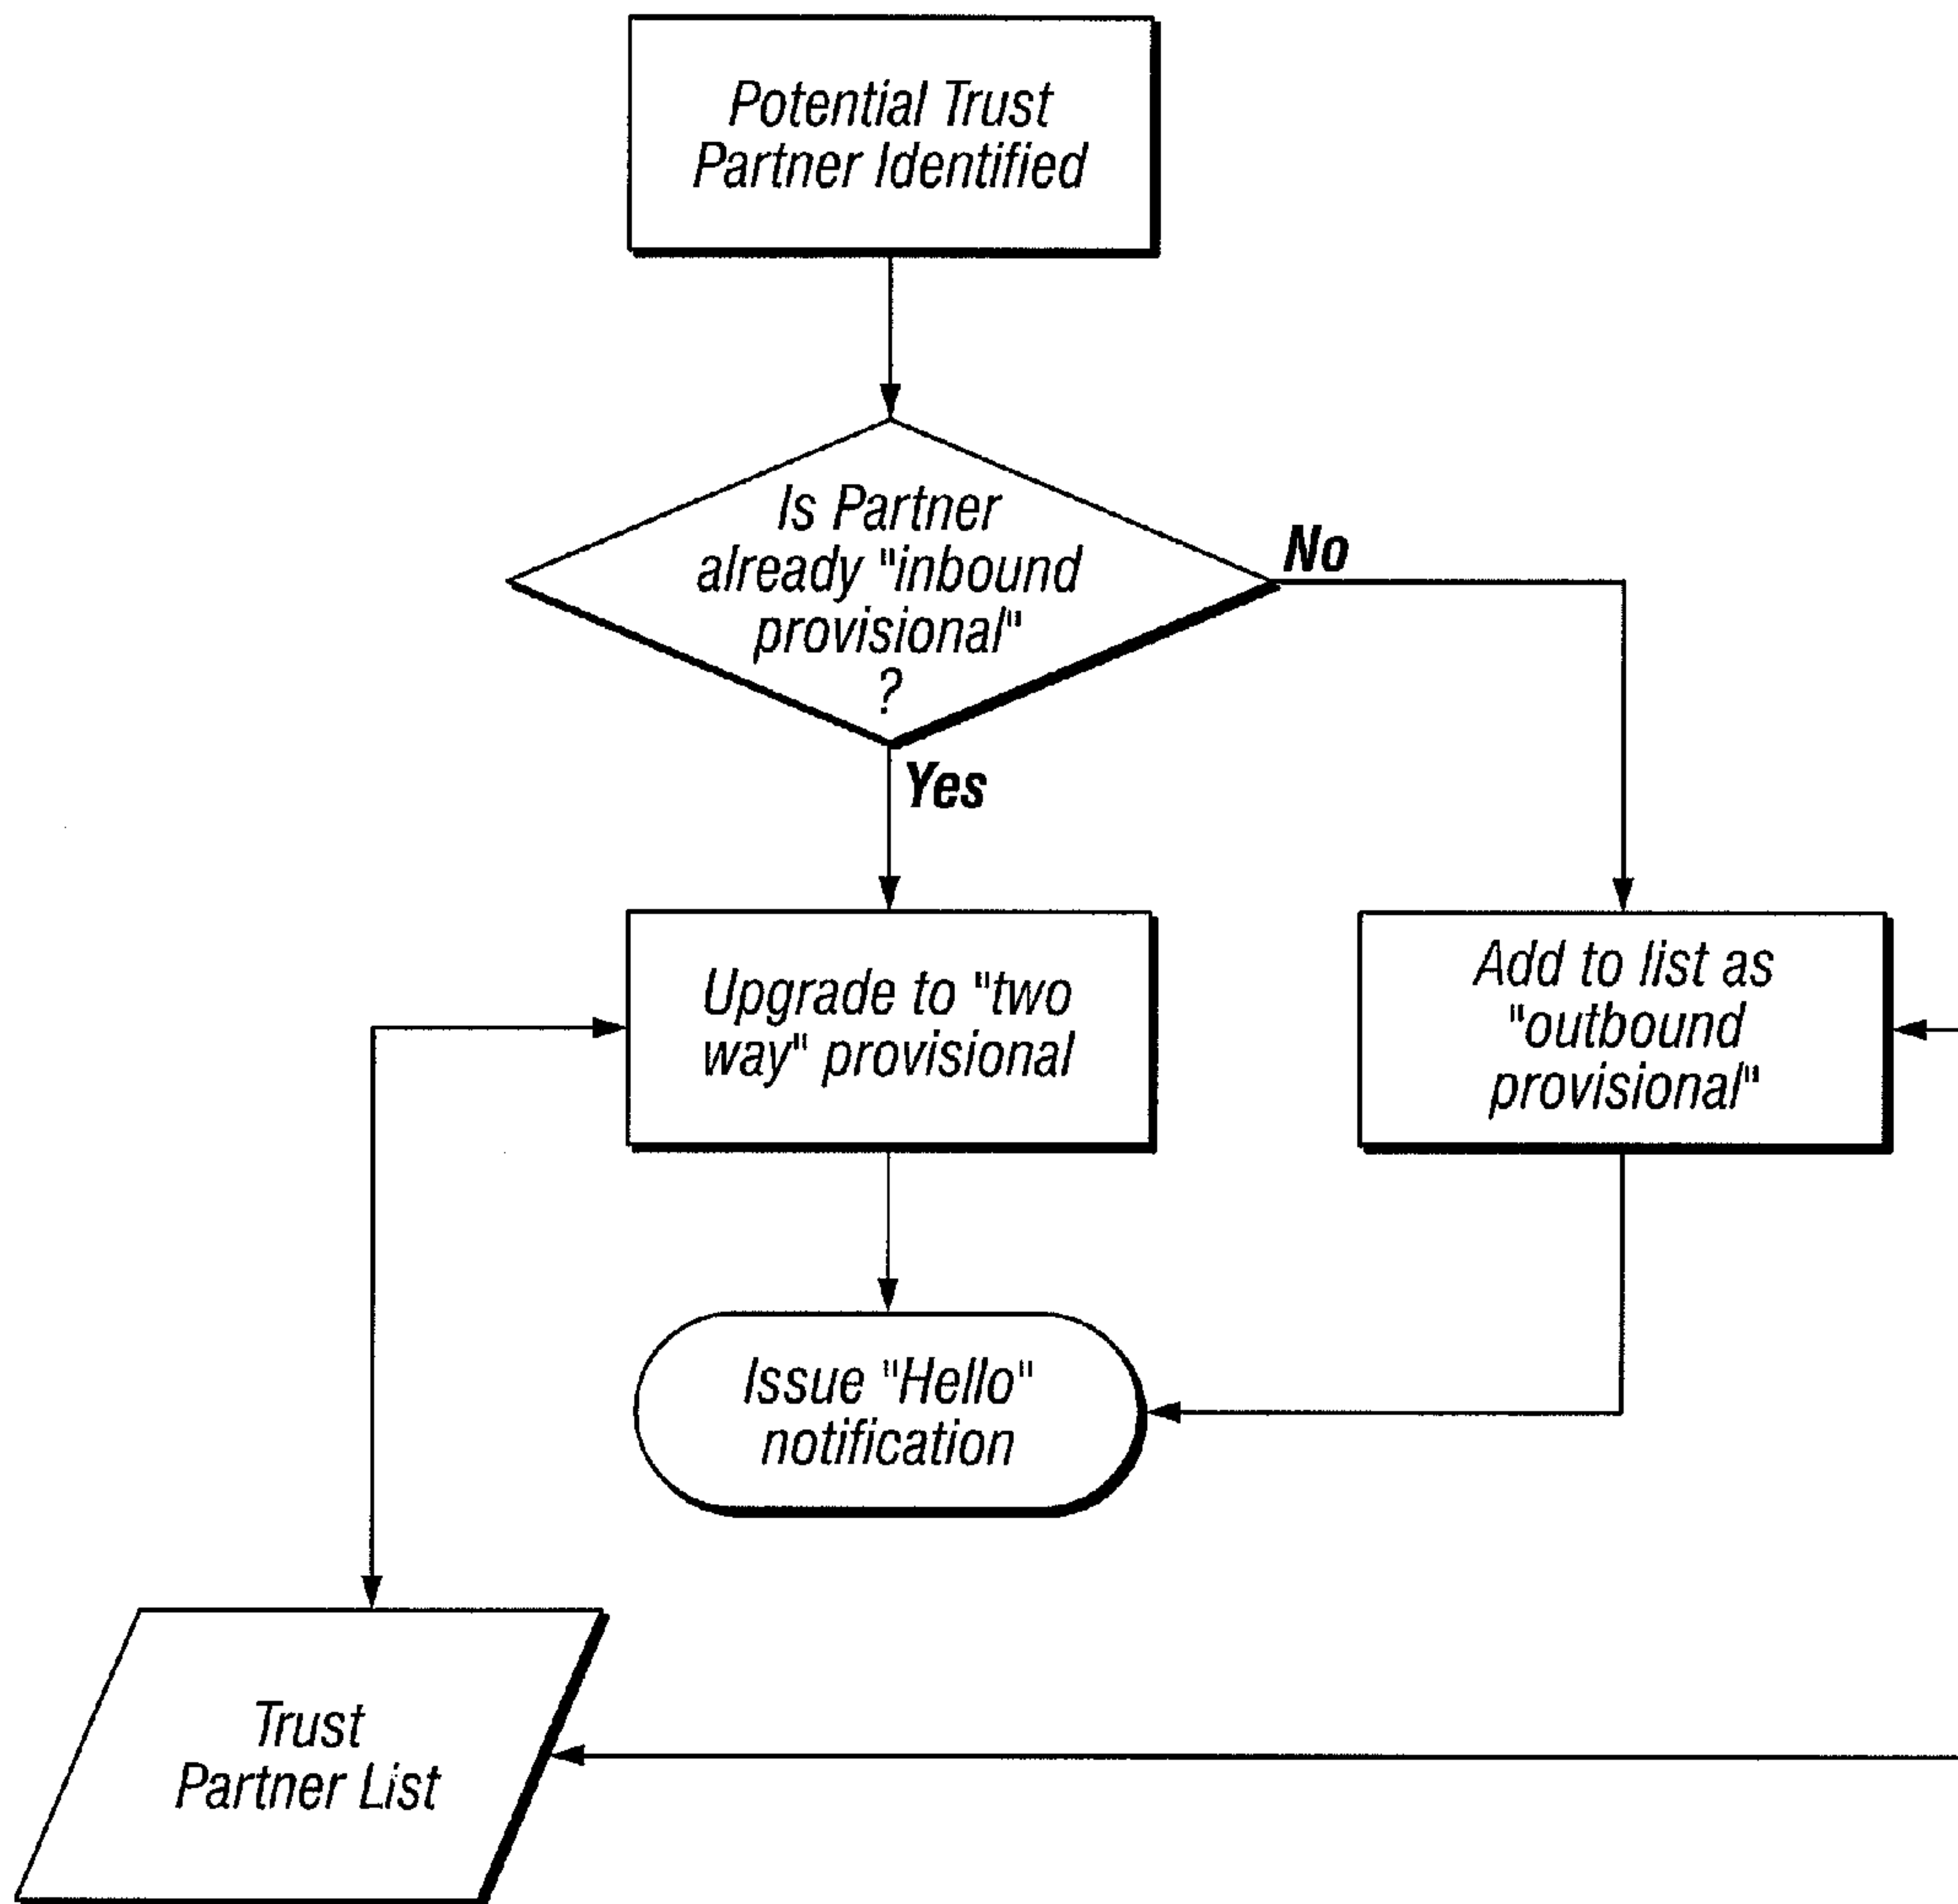 Potential Trust
Partner Identified
Is Partner
already "inbound
provisional"
?
No
Yes
Upgrade to "two
way" provisional
Add to list as
"outbound
provisional"
Issue "Hello"
notification
Trust
Partner List